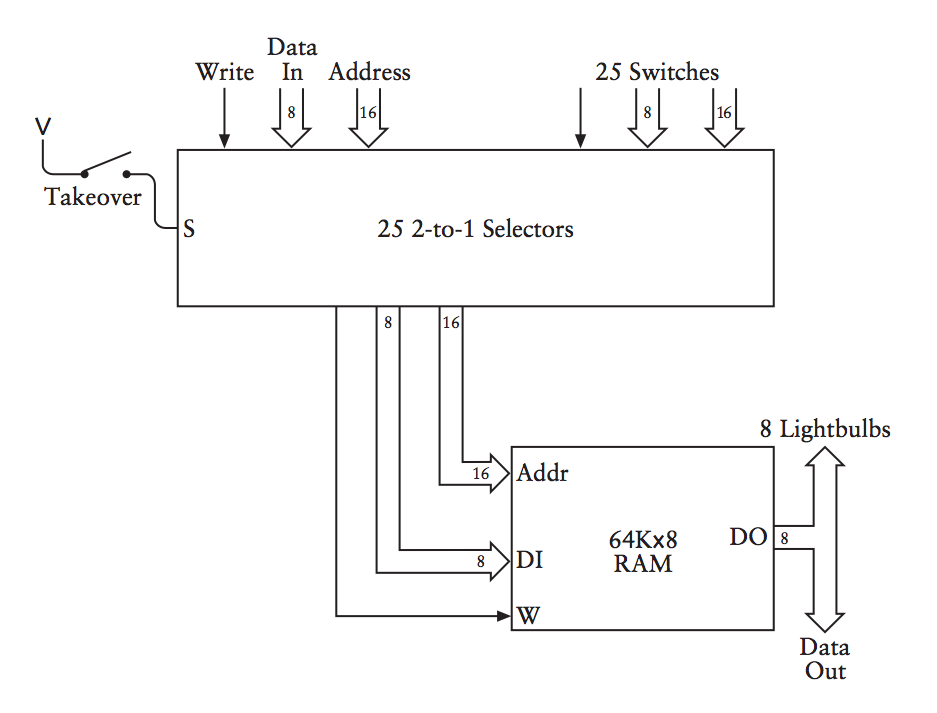 Data
Write In Address 25 Switches
8 16 8 16
V
Takeover
S 25 2-to-1 Selectors
8 16
8 Lightbulbs
16 Addr
DO 8
64Kx8
RAM
8 DI
W
Data
Out